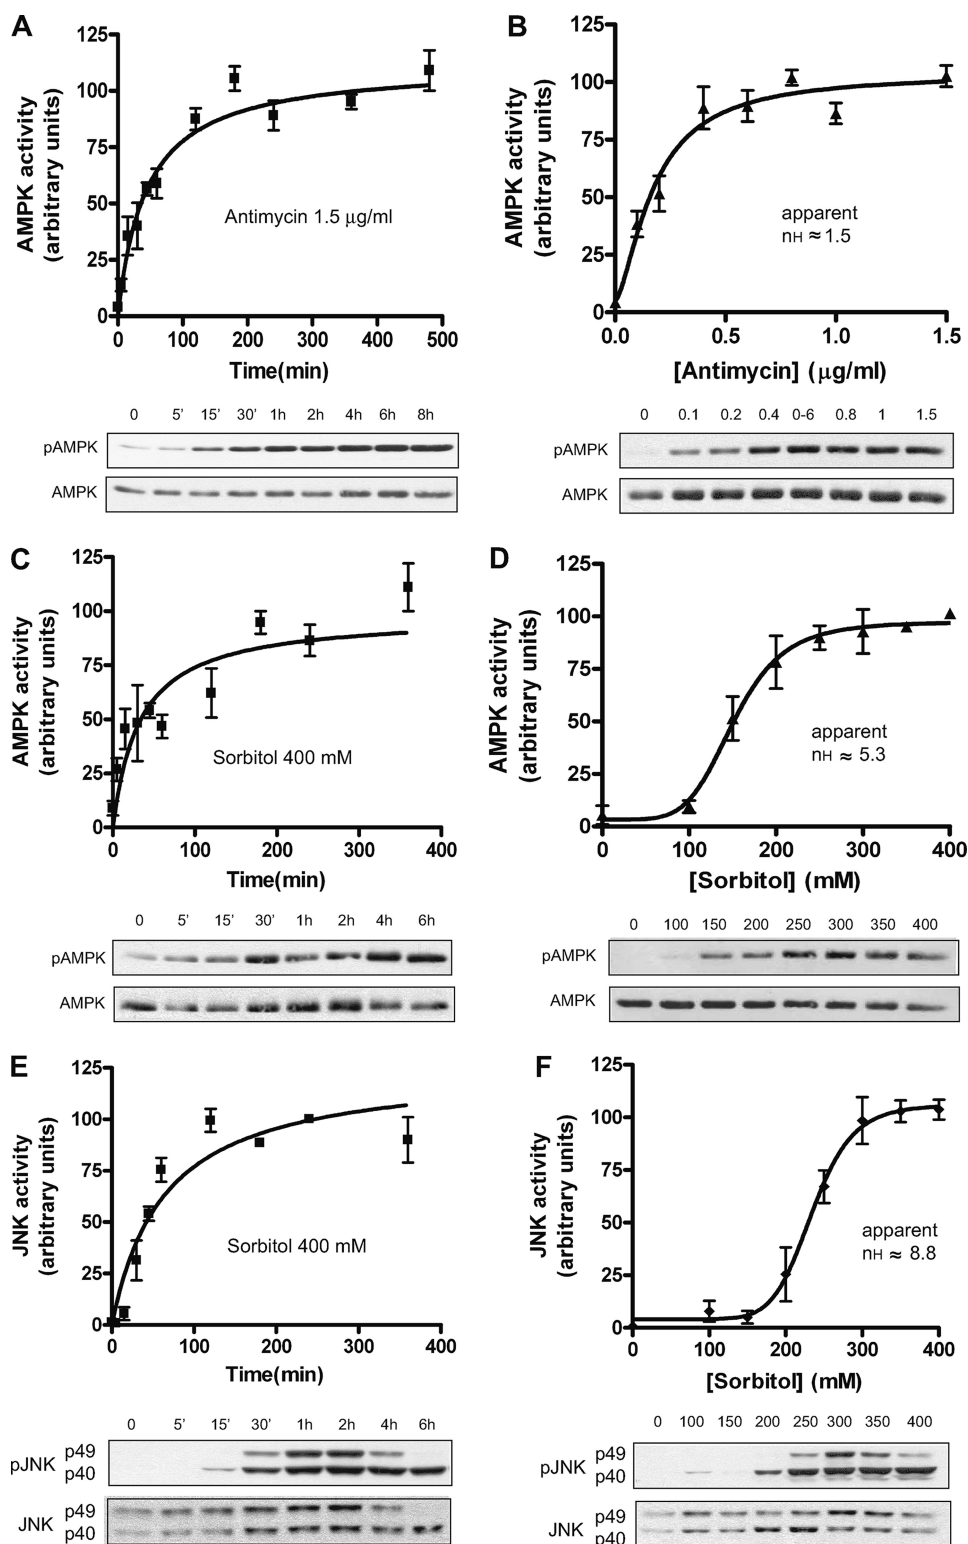 A
AMPK activity
(arbitrary units)
125
100
75
50
25
0
Antimycin 1.5 μg/ml
0 100 200 300 400 500
Time(min)
0 5' 15' 30' 1h 2h 4h 6h 8h
pAMPK
AMPK
B
AMPK activity
(arbitrary units)
125
100
75
50
25
0
apparent
nH ≈ 1.5
0.0 0.5 1.0 1.5
[Antimycin] (μg/ml)
0 0.1 0.2 0.4 0-6 0.8 1 1.5
pAMPK
AMPK
C
AMPK activity
(arbitrary units)
125
100
75
50
25
0
Sorbitol 400 mM
0 100 200 300 400
Time(min)
0 5' 15' 30' 1h 2h 4h 6h
pAMPK
AMPK
D
AMPK activity
(arbitrary units)
125
100
75
50
25
0
apparent
nH ≈ 5.3
0 100 200 300 400
[Sorbitol] (mM)
0 100 150 200 250 300 350 400
pAMPK
AMPK
E
JNK activity
(arbitrary units)
125
100
75
50
25
0
Sorbitol 400 mM
0 100 200 300 400
Time(min)
0 5' 15' 30' 1h 2h 4h 6h
pJNK
p49
p40
JNK
p49
p40
F
JNK activity
(arbitrary units)
125
100
75
50
25
0
apparent
nH ≈ 8.8
0 100 200 300 400
[Sorbitol] (mM)
0 100 150 200 250 300 350 400
pJNK
p49
p40
JNK
p49
p40